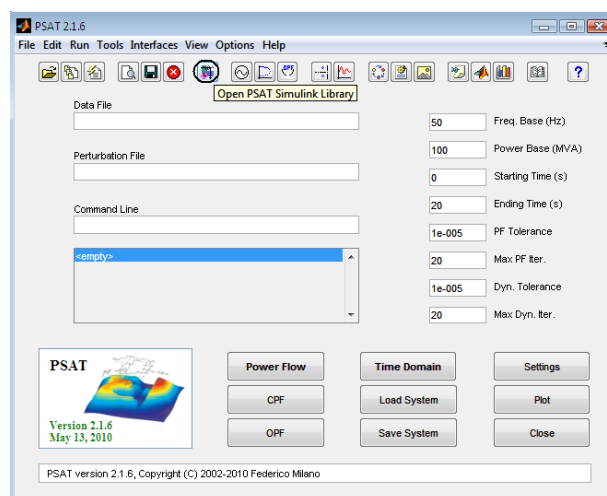 PSAT 2.1.6
File Edit Run Tools Interfaces View Options Help
OPF
?
Open PSAT Simulink Library
Data File
50 Freq. Base (Hz)
100 Power Base (MVA)
Perturbation File
0 Starting Time (s)
20 Ending Time (s)
Command Line
1e-005 PF Tolerance
<empty>
20 Max PF Iter.
1e-005 Dyn. Tolerance
20 Max Dyn. Iter.
PSAT
Version 2.1.6
May 13, 2010
Power Flow Time Domain Settings
CPF Load System Plot
OPF Save System Close
PSAT version 2.1.6, Copyright (C) 2002-2010 Federico Milano